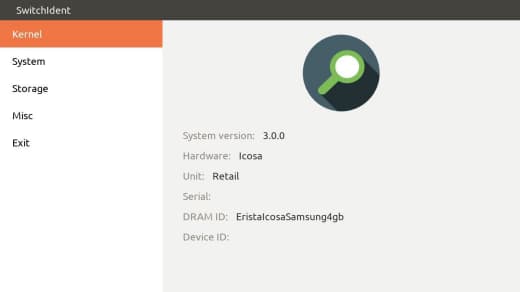 SwitchIdent
Kernel
System
Storage
Misc
Exit
System version: 3.0.0
Hardware: Icosa
Unit: Retail
Serial:
DRAM ID: EristaIcosaSamsung4gb
Device ID: